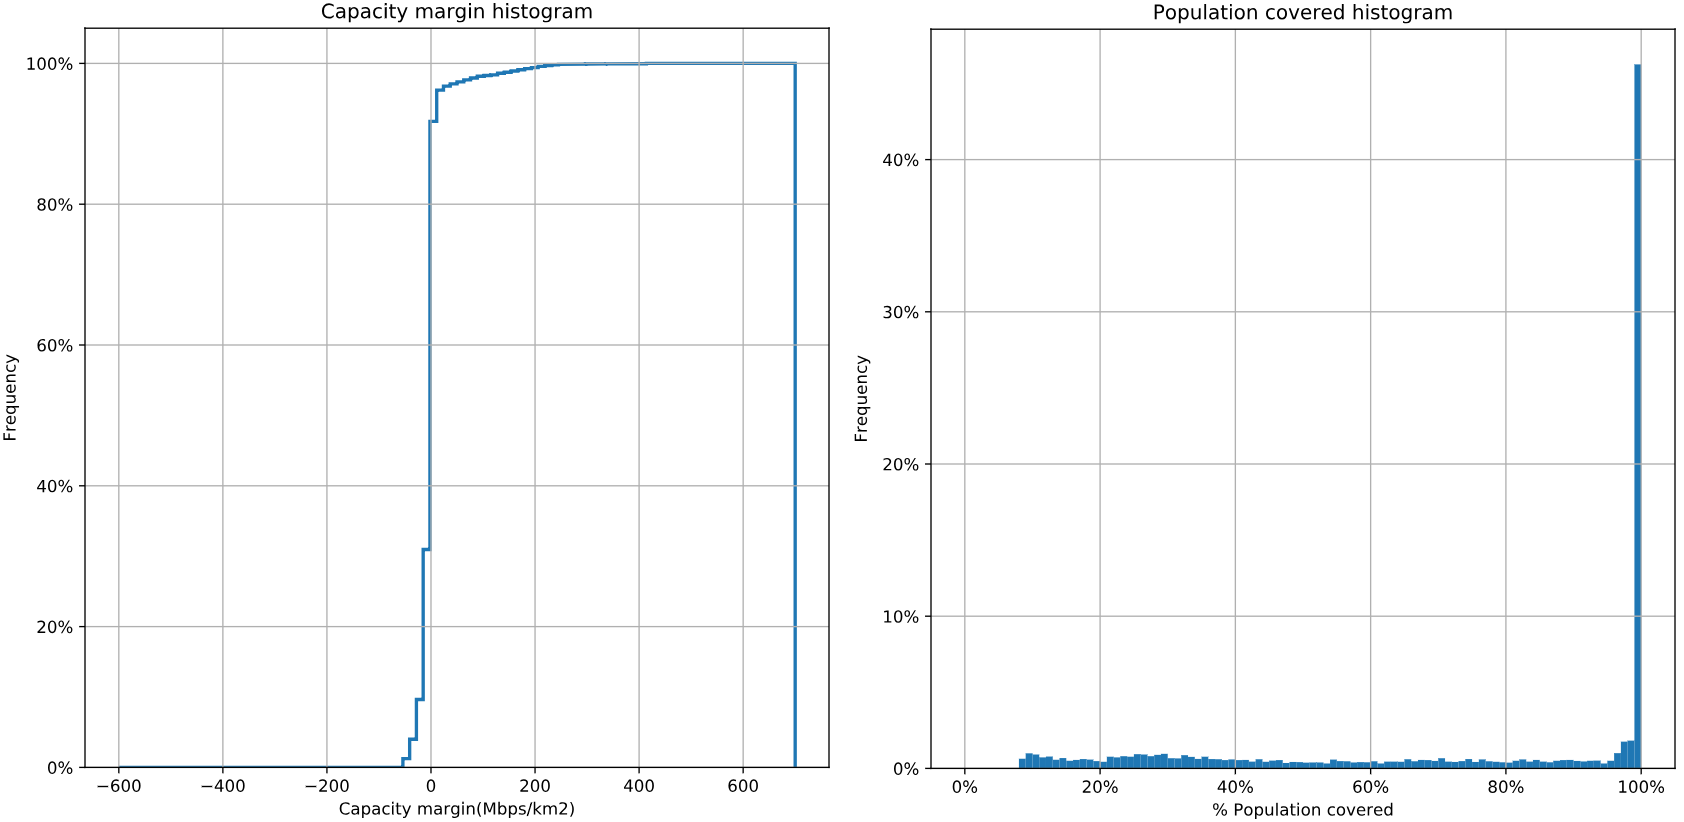 Capacity margin histogram
100%
80%
60%
40%
20%
0%
Frequency
−600 −400 −200 0 200 400 600
Capacity margin(Mbps/km2)
Population covered histogram
40%
30%
20%
10%
0%
Frequency
0% 20% 40% 60% 80% 100%
% Population covered